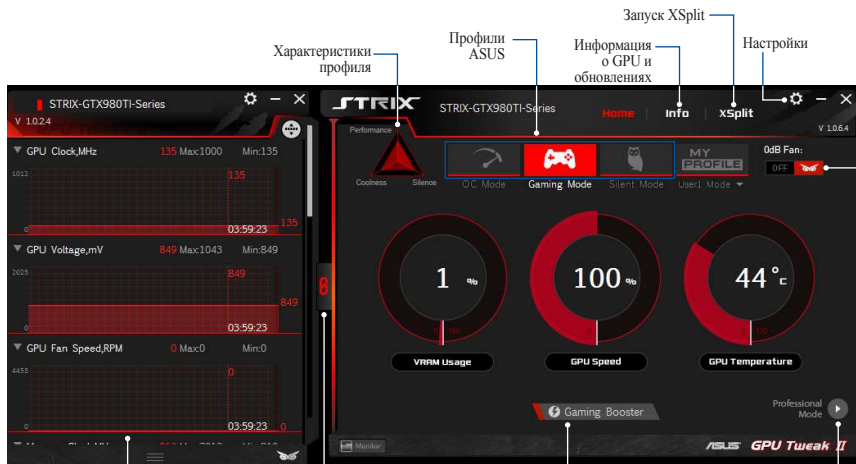 Запуск XSplit
Характеристики
профиля
Профили
ASUS
Информация
о GPU и
обновлениях
Настройки
STRIX-GTX980TI-Series
V 1.0.2.4
GPU Clock,MHz 135 Max:1000 Min:135
1012
135
135
0
03:59:23
GPU Voltage,mV 849 Max:1043 Min:849
2025
849
849
0
03:59:23
GPU Fan Speed,RPM 0 Max:0 Min:0
4455
0
0
03:59:23 0
STRIX
STRIX-GTX980TI-Series
Home
Info
XSplit
V 1.0.6.4
Performance
Coolness
Silence
OC Mode
Gaming Mode
Silent Mode
MY
PROFILE
User1 Mode
0dB Fan:
OFF
1 %
0 100
VRAM Usage
100 %
GPU Speed
44°c
GPU Temperature
Gaming Booster
Professional
Mode
Monitor
ASUS GPU Tweak II